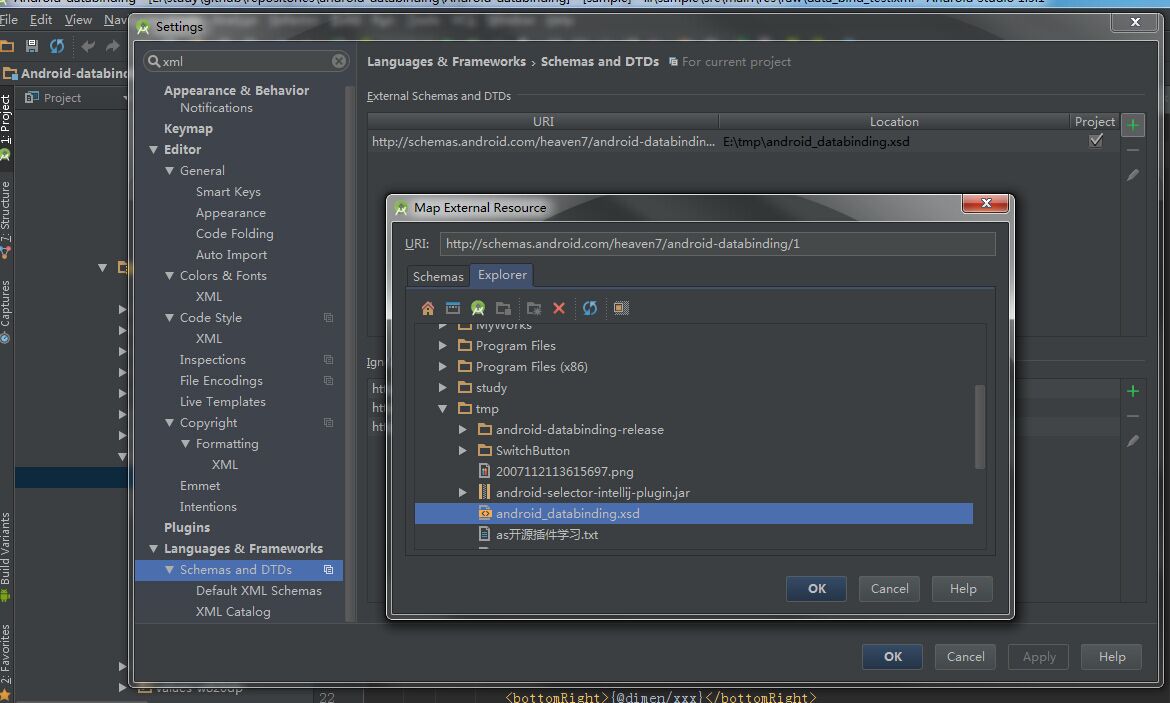 Settings
File Edit View
xml
Android-databind
Project
1: Project
7: Structure
Captures
Build Variants
2: Favorites
Appearance & Behavior
Notifications
Keymap
Editor
General
Smart Keys
Appearance
Code Folding
Auto Import
Colors & Fonts
XML
Code Style
XML
Inspections
File Encodings
Live Templates
Copyright
Formatting
XML
Emmet
Intentions
Plugins
Languages & Frameworks
Schemas and DTDs
Default XML Schemas
XML Catalog
Languages & Frameworks › Schemas and DTDs For current project
External Schemas and DTDs
URI Location Project
http://schemas.android.com/heaven7/android-databindin... E:\tmp\android_databinding.xsd
Map External Resource
URI: http://schemas.android.com/heaven7/android-databinding/1
Schemas Explorer
MyWorks
Program Files
Program Files (x86)
study
tmp
android-databinding-release
SwitchButton
2007112113615697.png
android-selector-intellij-plugin.jar
android_databinding.xsd
as开源插件学习.txt
OK Cancel Help
OK Cancel Apply Help
values-w820dp
22 <bottomRight>{@dimen/xxx}</bottomRight>